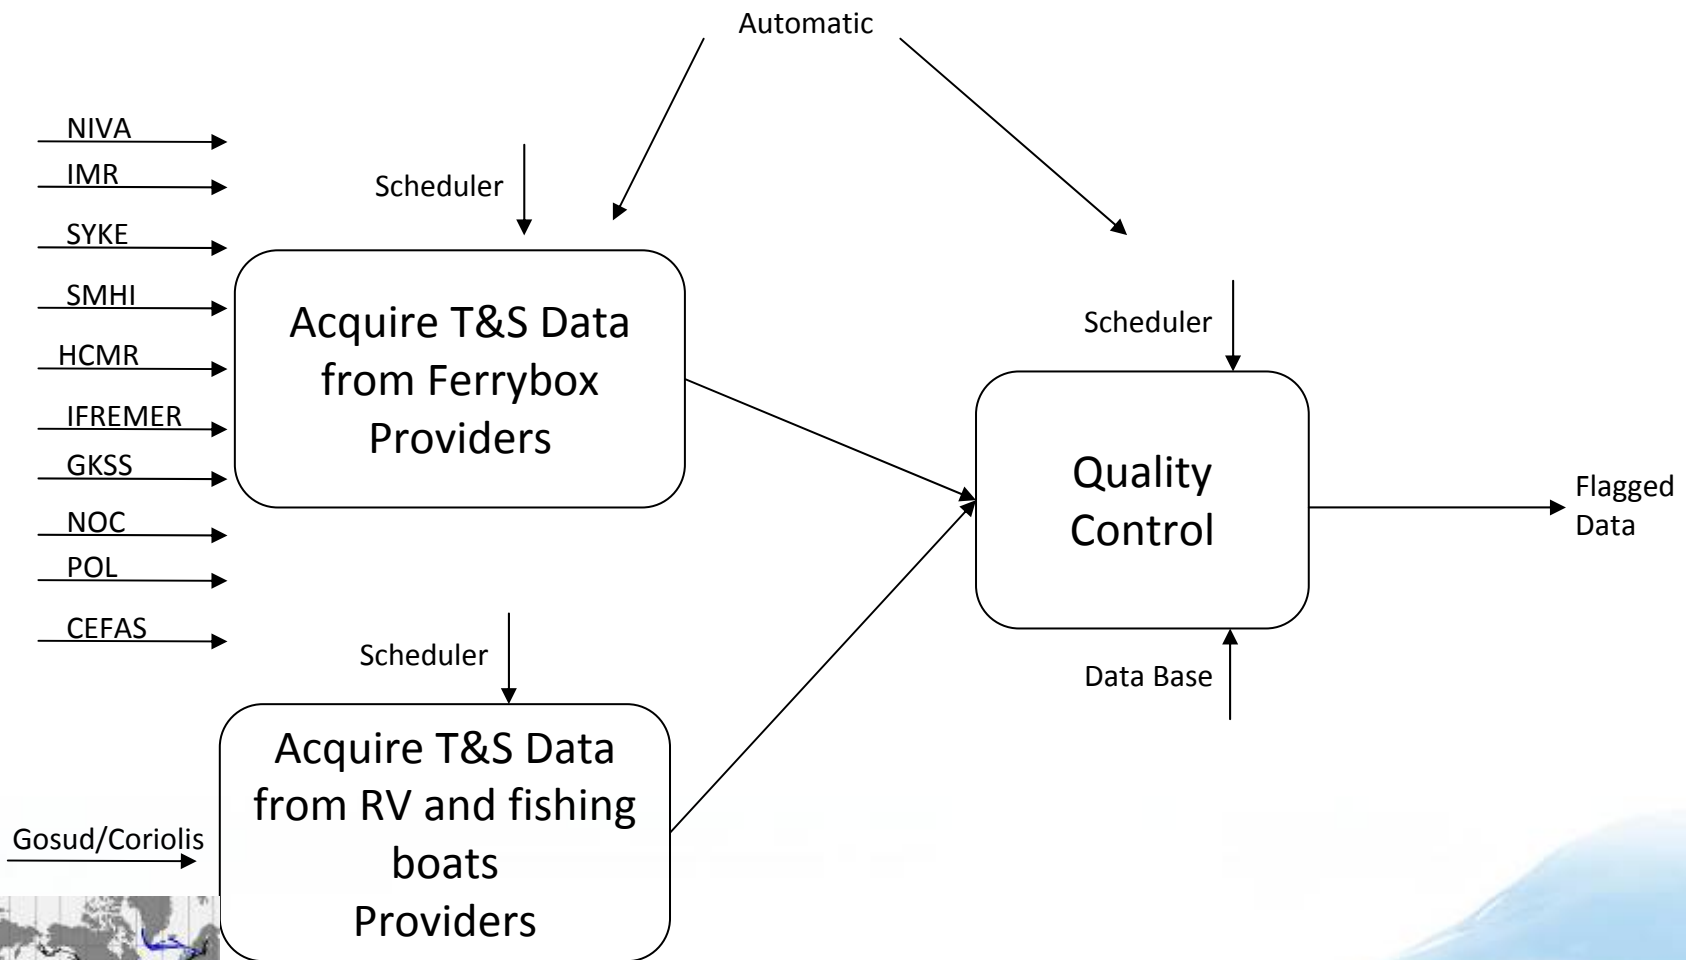 Automatic
NIVA
IMR
SYKE
SMHI
HCMR
IFREMER
GKSS
NOC
POL
CEFAS
Scheduler
Acquire T&S Data
from Ferrybox
Providers
Scheduler
Quality
Control
Data Base
Flagged
Data
Scheduler
Gosud/Coriolis
Acquire T&S Data
from RV and fishing
boats
Providers